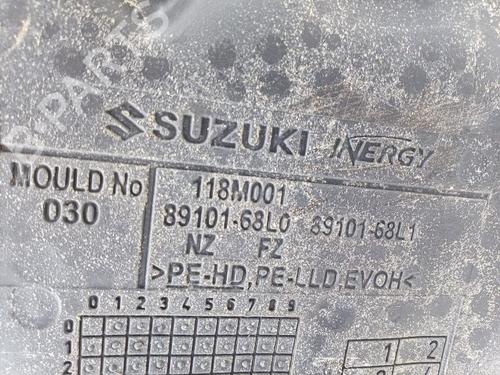 SUZUKI INERGY
MOULD No
030
118M001
89101-68L0 89101-68L1
NZ FZ
>PE-HD,PE-LLD,EVOH<
0 1 2 3 4 5 6 7 8 9
0
1
2
1 2